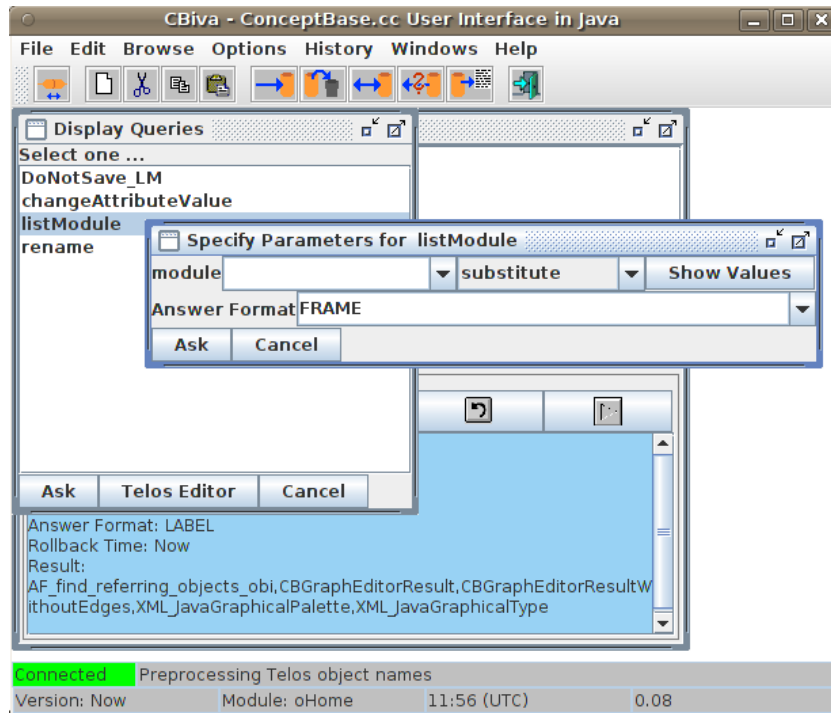 CBiva - ConceptBase.cc User Interface in Java
File Edit Browse Options History Windows Help
Display Queries
Select one ...
DoNotSave_LM
changeAttributeValue
listModule
rename
Specify Parameters for listModule
module substitute Show Values
Answer Format FRAME
Ask Cancel
Ask Telos Editor Cancel
Answer Format: LABEL
Rollback Time: Now
Result:
AF_find_referring_objects_obi,CBGraphEditorResult,CBGraphEditorResultW
ithoutEdges,XML_JavaGraphicalPalette,XML_JavaGraphicalType
Connected Preprocessing Telos object names
Version: Now Module: oHome 11:56 (UTC) 0.08